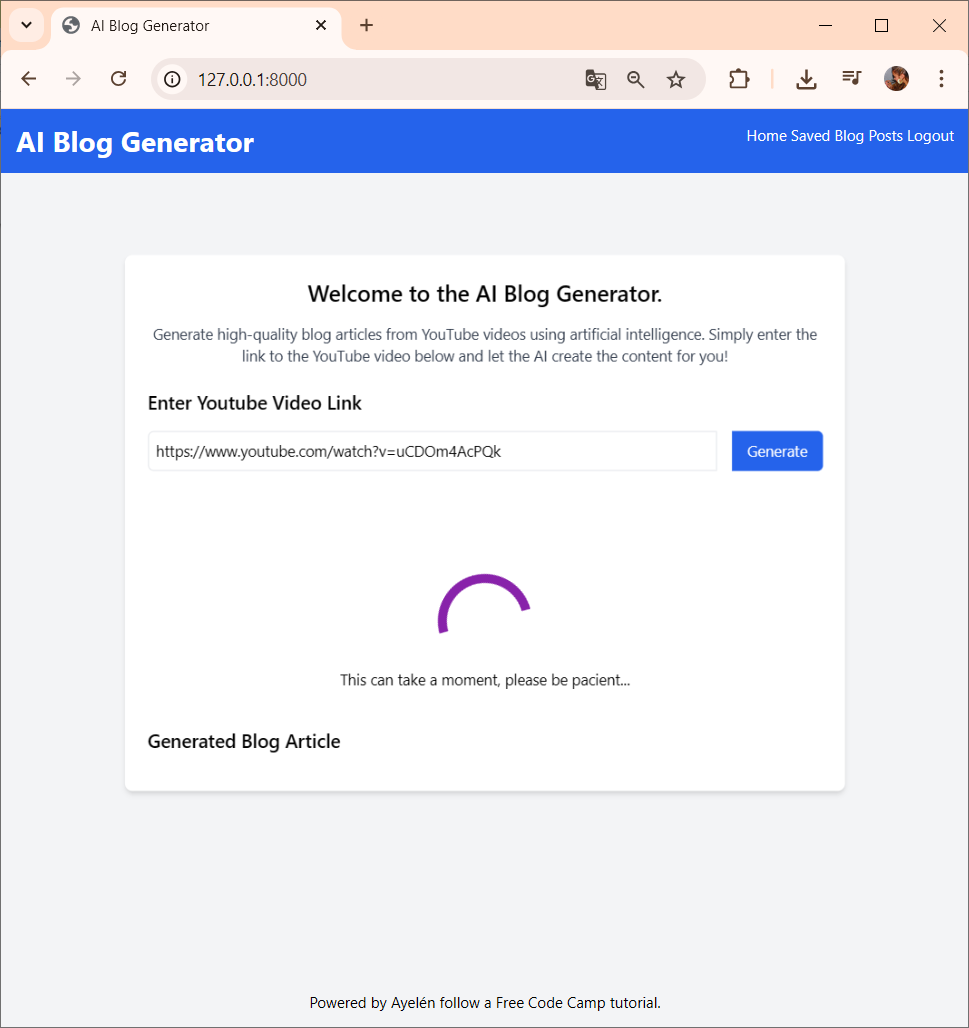 AI Blog Generator
127.0.0.1:8000
AI Blog Generator
Home Saved Blog Posts Logout
Welcome to the AI Blog Generator.
Generate high-quality blog articles from YouTube videos using artificial intelligence. Simply enter the
link to the YouTube video below and let the AI create the content for you!
Enter Youtube Video Link
https://www.youtube.com/watch?v=uCDOm4AcPQk
Generate
This can take a moment, please be pacient...
Generated Blog Article
Powered by Ayelén follow a Free Code Camp tutorial.